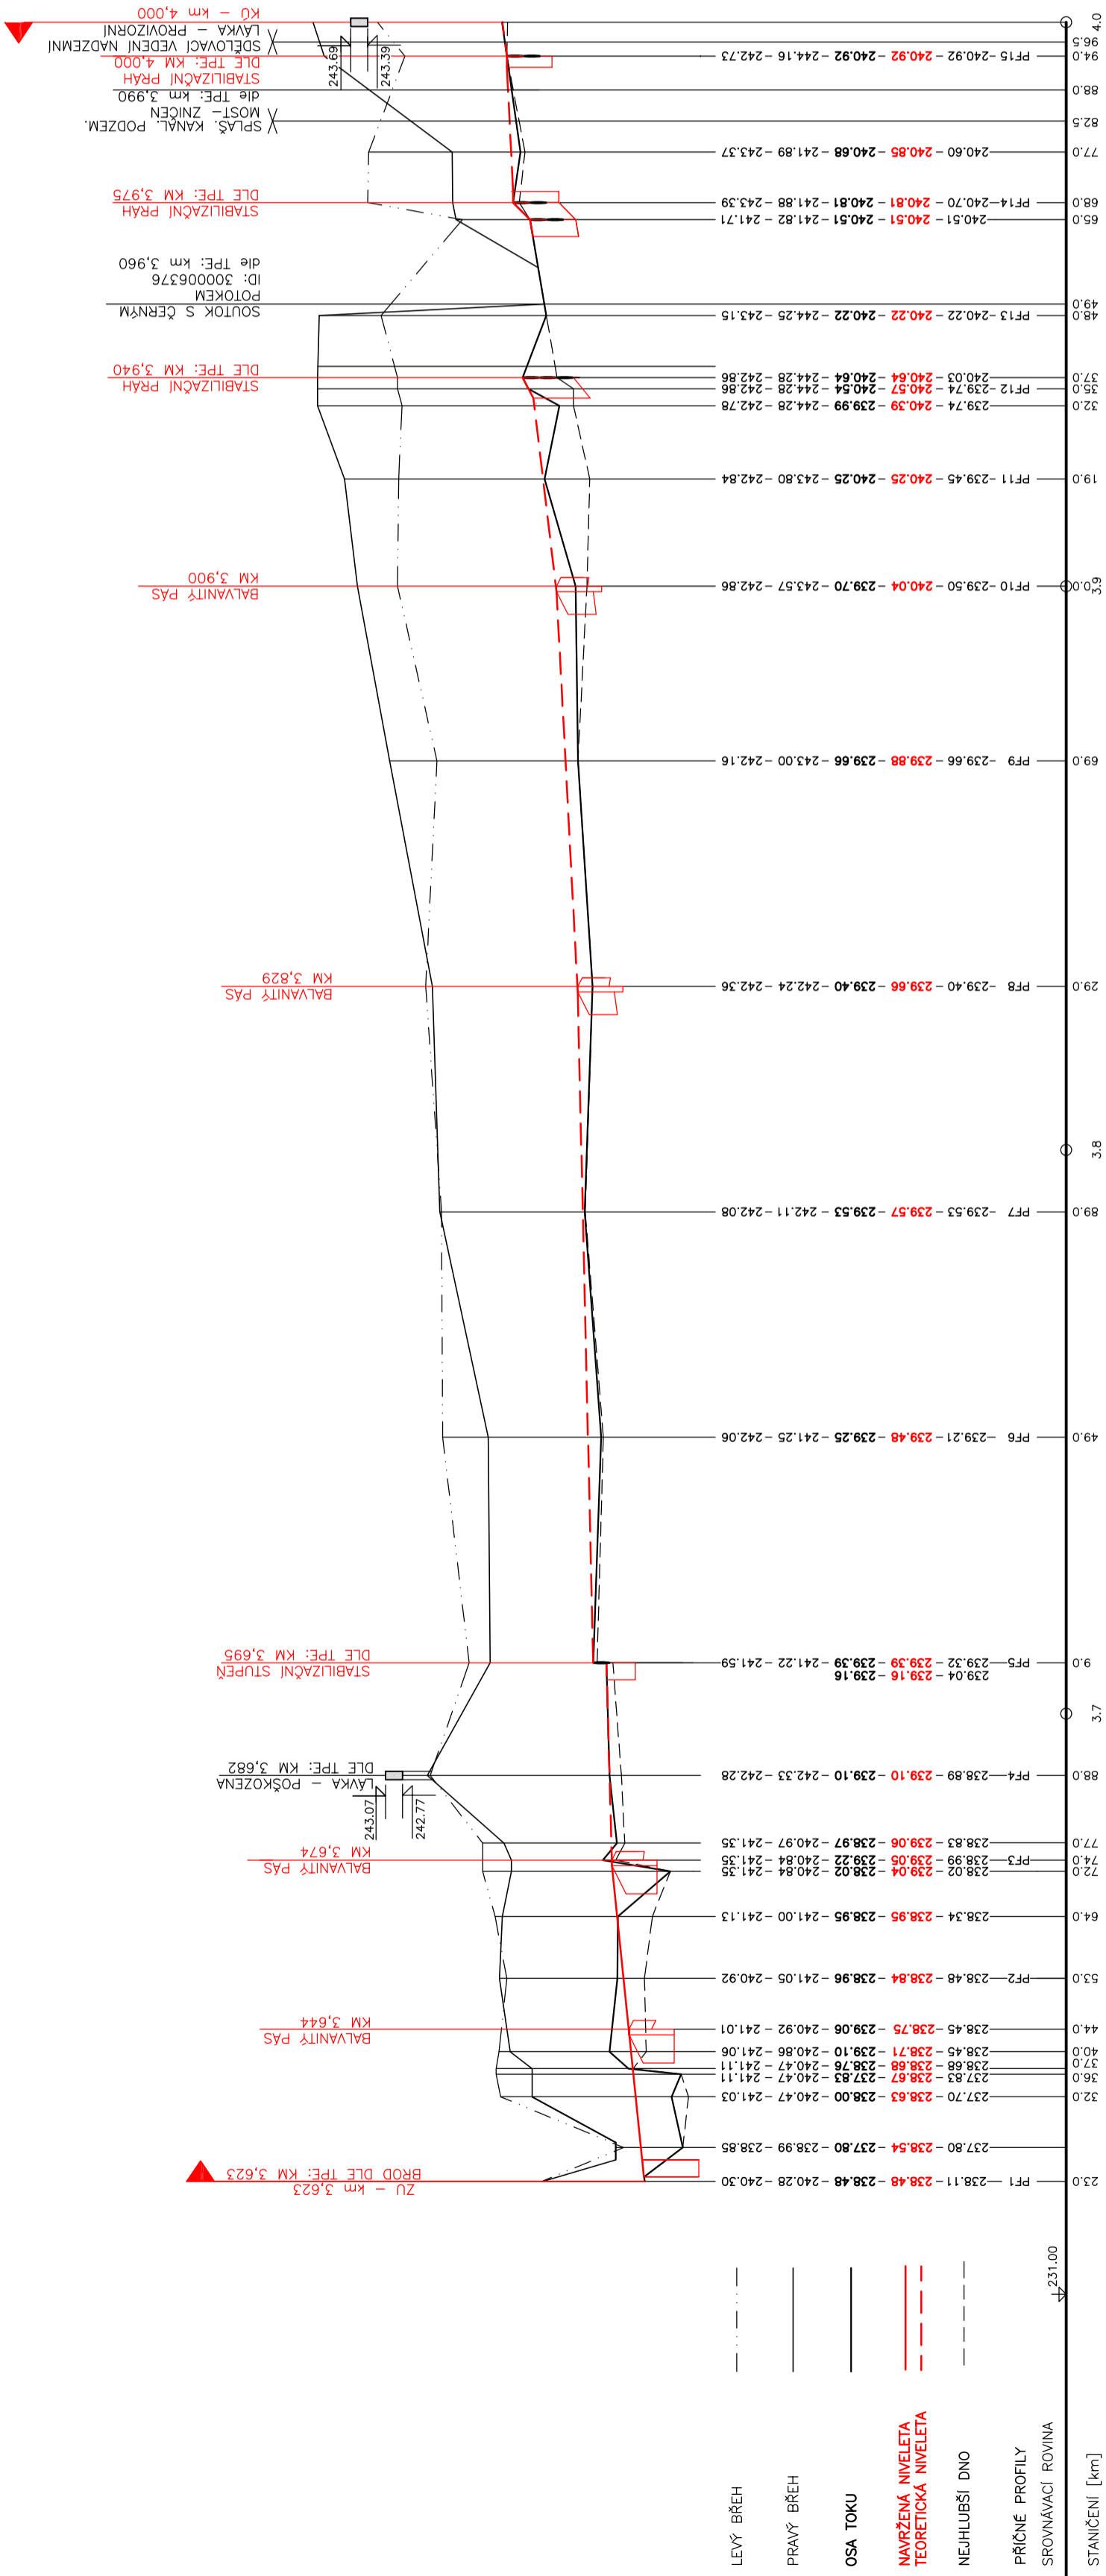 KÚ – km 4,000
LÁVKA – PROVIZORNÍ
SDĚLOVACÍ VEDENÍ NADZEMNÍ
DLE TPE: KM 4,000
STABILIZAČNÍ PRÁH
dle TPE: km 3,990
MOST– ZNIČEN
SPLAŠ. KANÁL. PODZEM.
243.69
243.39
DLE TPE: KM 3,975
STABILIZAČNÍ PRÁH
dle TPE: km 3,960
ID: 300006376
POTOKEM
SOUTOK S ČERNÝM
DLE TPE: KM 3,940
STABILIZAČNÍ PRÁH
KM 3,900
BALVANITÝ PÁS
KM 3,829
BALVANITÝ PÁS
DLE TPE: KM 3,695
STABILIZAČNÍ STUPEŇ
DLE TPE: KM 3,682
LÁVKA – POŠKOZENA
243.07
242.77
KM 3,674
BALVANITÝ PÁS
KM 3,644
BALVANITÝ PÁS
BROD DLE TPE: KM 3,623
ZU – km 3,623
4.0
96.5
94.0 PF15 –240.92 – 240.92 – 240.92 –244.16 –242.73
88.0
82.5
77.0 240.60 – 240.85 – 240.68 –241.89 –243.37
68.0 PF14 –240.70 – 240.81 – 240.81 –241.88 –243.39
65.0 240.51 – 240.51 – 240.51 –241.82 –241.71
49.0
48.0 PF13 –240.22 – 240.22 – 240.22 –244.25 –243.15
37.0 240.03 – 240.64 – 240.64 –244.28 –242.86
35.0 PF12 –239.74 – 240.57 – 240.54 –244.28 –242.86
32.0 239.74 – 240.39 – 239.99 –244.28 –242.78
19.0 PF11 –239.45 – 240.25 – 240.25 –243.80 –242.84
3.9 0.0 PF10 –239.50 – 240.04 – 239.70 –243.57 –242.86
69.0 PF9 –239.66 – 239.88 – 239.66 –243.00 –242.16
29.0 PF8 –239.40 – 239.66 – 239.40 –242.24 –242.36
3.8
89.0 PF7 –239.53 – 239.57 – 239.53 –242.11 –242.08
49.0 PF6 –239.21 – 239.48 – 239.25 –241.25 –242.06
9.0 PF5 –239.32 – 239.39 – 239.39 –241.22 –241.59
239.04 – 239.16 – 239.16
3.7
88.0 PF4 –238.89 – 239.10 – 239.10 –242.33 –242.28
77.0 238.83 – 239.06 – 238.97 –240.97 –241.35
74.0 PF3 –238.99 – 239.05 – 239.22 –240.84 –241.35
72.0 238.02 – 239.04 – 238.02 –240.84 –241.35
64.0 238.34 – 238.95 – 238.95 –241.00 –241.13
53.0 PF2 –238.48 – 238.84 – 238.96 –241.05 –240.92
44.0 238.45 – 238.75 – 239.06 –240.92 –241.01
40.0 238.45 – 238.71 – 239.10 –240.86 –241.06
37.0 238.68 – 238.68 – 238.76 –240.47 –241.11
36.0 237.83 – 238.67 – 237.83 –240.47 –241.11
32.0 237.70 – 238.63 – 238.00 –240.47 –241.03
237.80 – 238.54 – 237.80 –238.99 –238.85
23.0 PF1 –238.11 – 238.48 – 238.48 –240.28 –240.30
231.00
LEVÝ BŘEH
PRAVÝ BŘEH
OSA TOKU
NAVRŽENÁ NIVELETA
TEORETICKÁ NIVELETA
NEJHLUBŠÍ DNO
PŘÍČNÉ PROFILY
SROVNÁVACÍ ROVINA
STANIČENÍ [km]